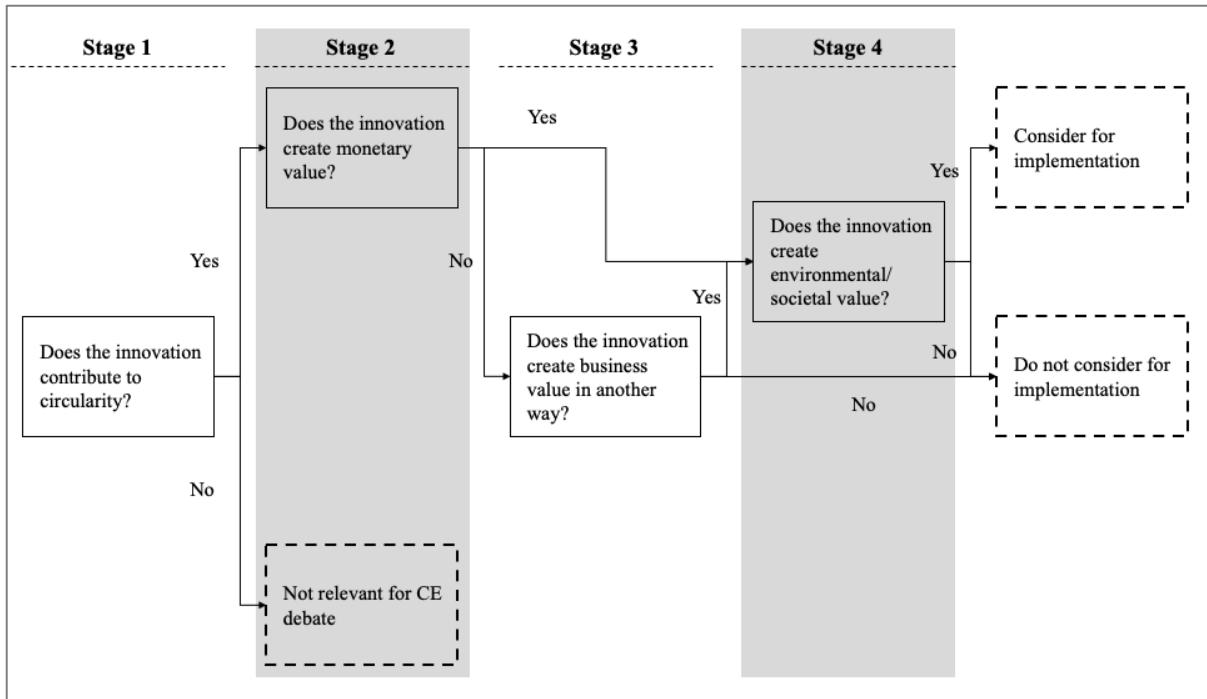 Stage 1
Stage 2
Stage 3
Stage 4
Does the innovation
create monetary
value?
Yes
Consider for
implementation
Yes
Yes
No
Does the innovation
create
environmental/
societal value?
Yes
Does the innovation
contribute to
circularity?
Does the innovation
create business
value in another
way?
No
Do not consider for
implementation
No
No
Not relevant for CE
debate